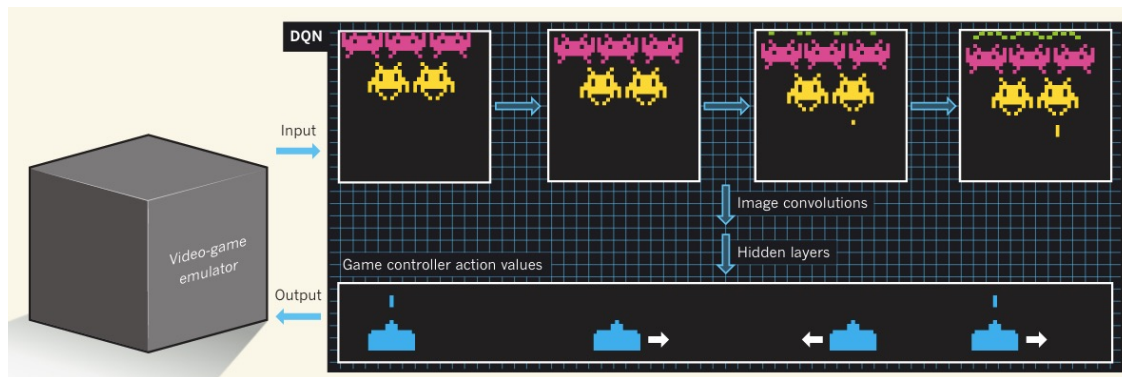 DQN
Input
Image convolutions
Hidden layers
Game controller action values
Video-game
emulator
Output